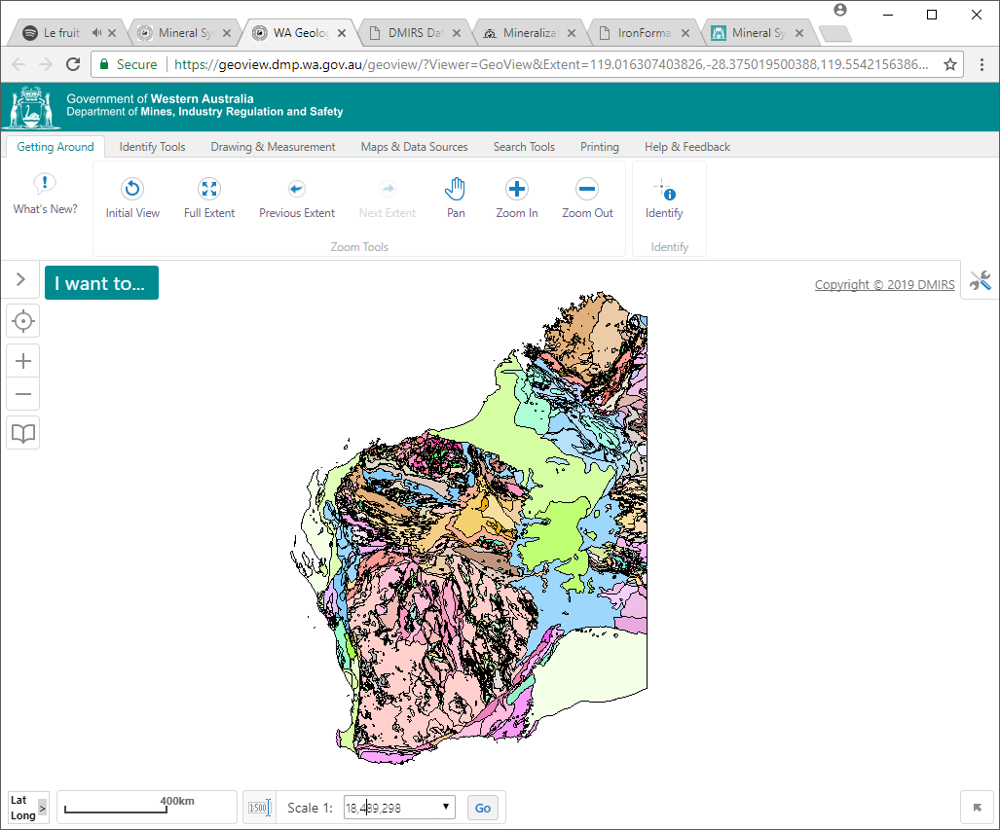 Le fruit
Mineral Sy
WA Geolog
DMIRS Dat
Mineralizat
IronForma
Mineral Sy
Secure
https://geoview.dmp.wa.gov.au/geoview/?Viewer=GeoView&Extent=119.016307403826,-28.375019500388,119.5542156386...
Government of Western Australia
Department of Mines, Industry Regulation and Safety
Getting Around
Identify Tools
Drawing & Measurement
Maps & Data Sources
Search Tools
Printing
Help & Feedback
What's New?
Initial View
Full Extent
Previous Extent
Next Extent
Pan
Zoom In
Zoom Out
Identify
Zoom Tools
Identify
I want to...
Copyright © 2019 DMIRS
Lat
Long
>
400km
1:500
Scale 1:
18,489,298
Go